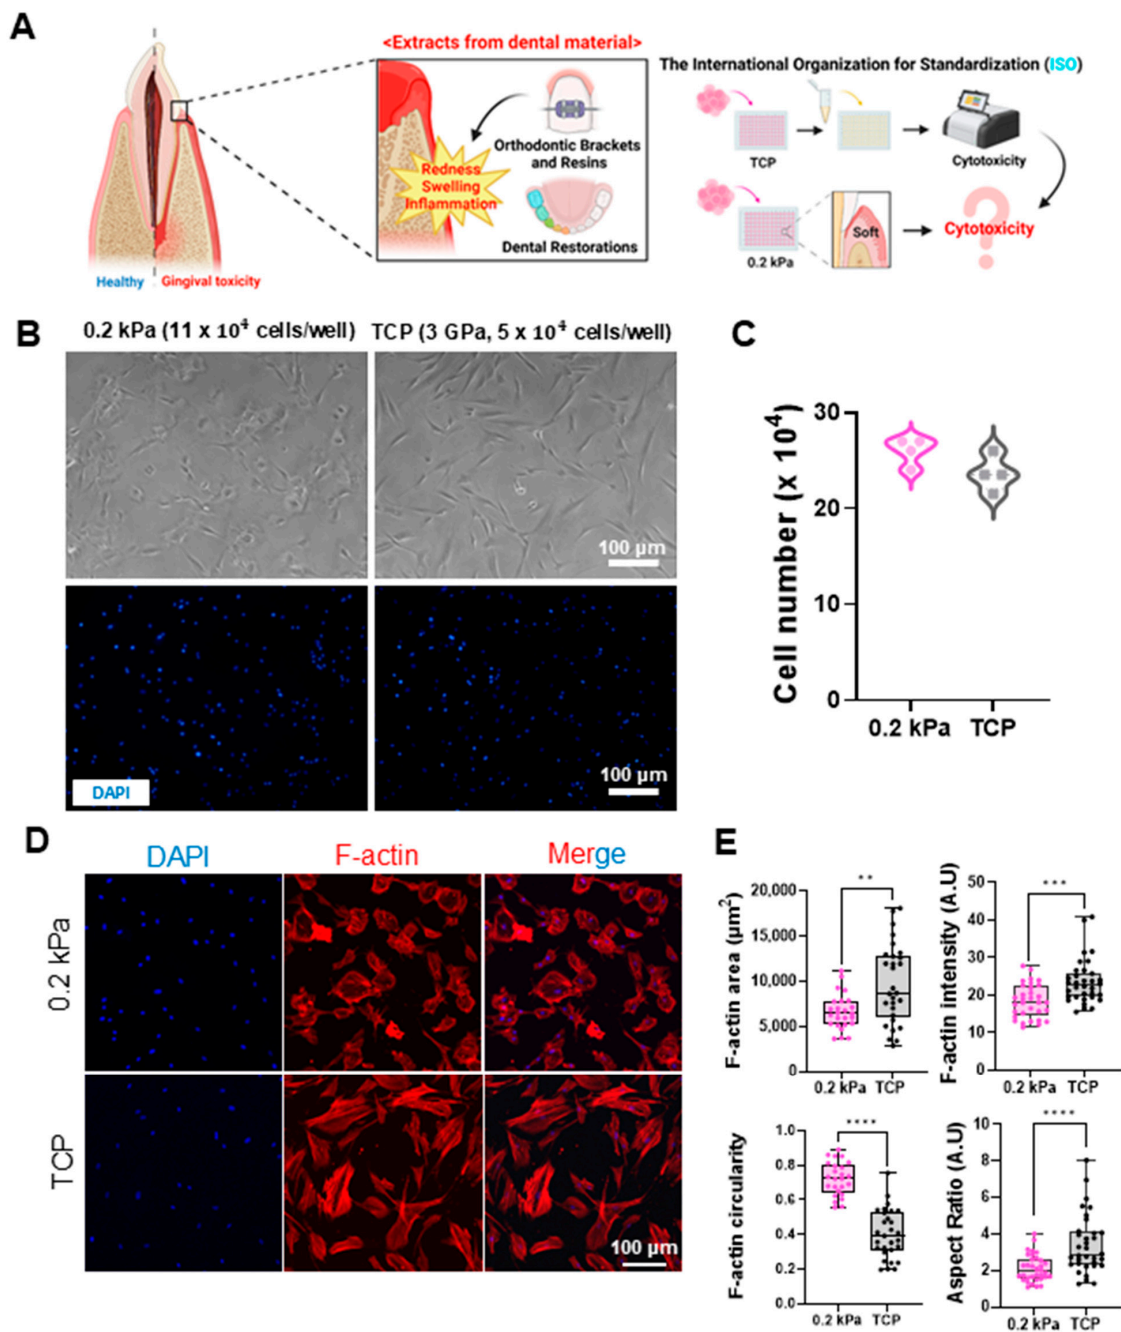 A
<Extracts from dental material>
Orthodontic Brackets
and Resins
Redness
Swelling
Inflammation
Dental Restorations
Healthy
Gingival toxicity
The International Organization for Standardization (ISO)
TCP
Cytotoxicity
0.2 kPa
Soft
Cytotoxicity
?
B
0.2 kPa (11 x 10⁴ cells/well)
TCP (3 GPa, 5 x 10⁴ cells/well)
100 µm
DAPI
100 µm
C
Cell number (x 10⁴)
30
20
10
0
0.2 kPa
TCP
D
DAPI
F-actin
Merge
0.2 kPa
TCP
100 µm
E
F-actin area (µm²)
20,000
15,000
10,000
5,000
0
**
0.2 kPa
TCP
F-actin intensity (A.U)
50
40
30
20
10
0
***
0.2 kPa
TCP
F-actin circularity
1.0
0.8
0.6
0.4
0.2
0.0
****
0.2 kPa
TCP
Aspect Ratio (A.U)
10
8
6
4
2
0
****
0.2 kPa
TCP